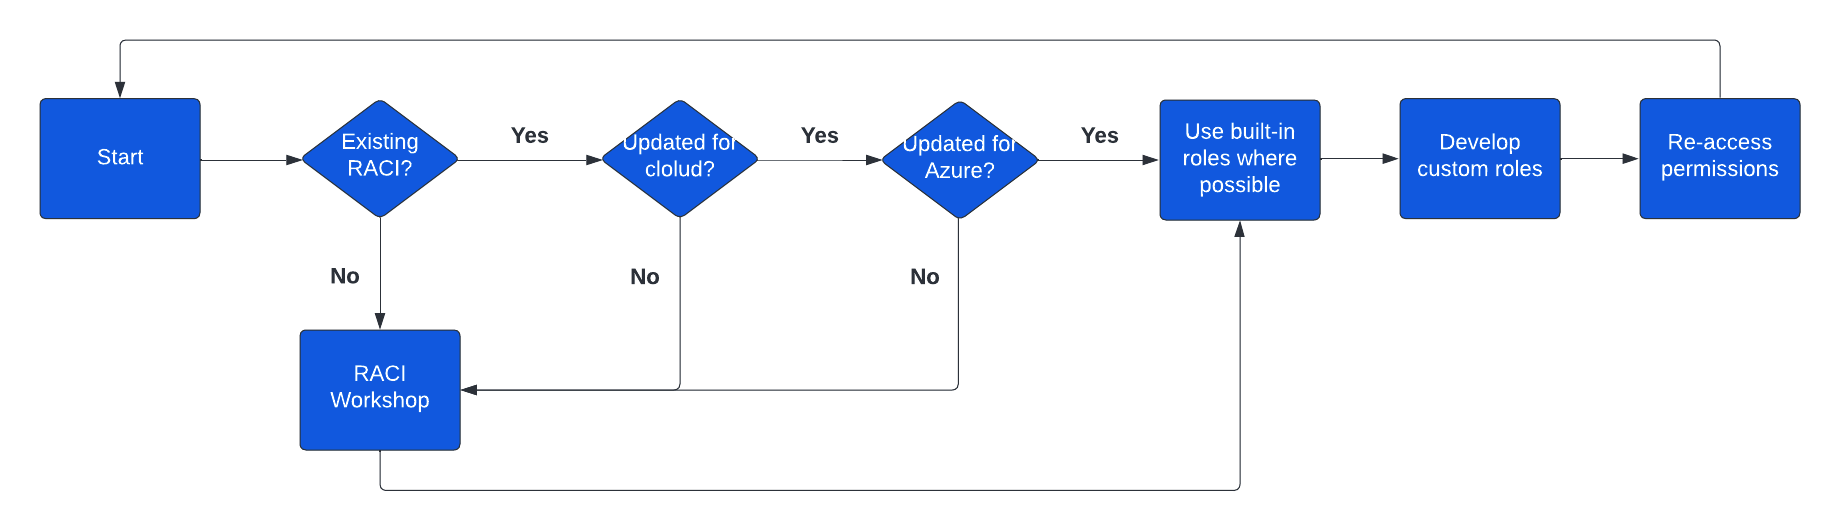 Start
Existing
RACI?
Yes
Updated for
clolud?
Yes
Updated for
Azure?
Yes
Use built-in
roles where
possible
Develop
custom roles
Re-access
permissions
No
No
No
RACI
Workshop